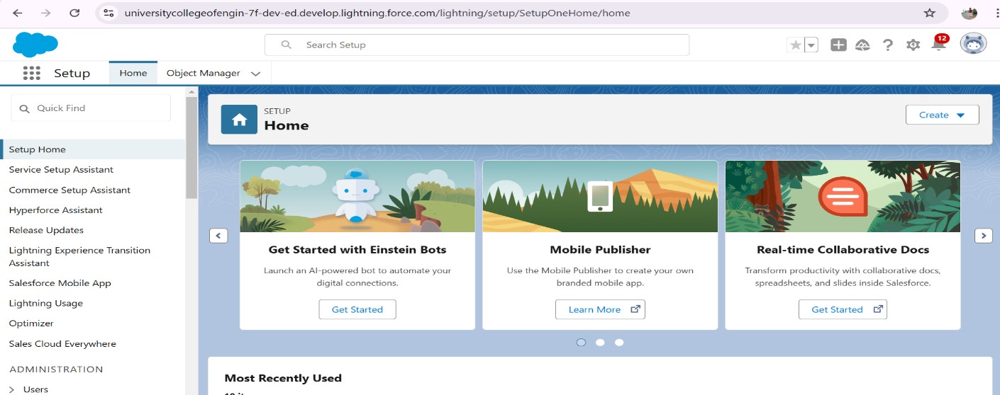 universitycollegeofengin-7f-dev-ed.develop.lightning.force.com/lightning/setup/SetupOneHome/home
Search Setup
12
Setup
Home
Object Manager
Quick Find
Setup Home
Service Setup Assistant
Commerce Setup Assistant
Hyperforce Assistant
Release Updates
Lightning Experience Transition
Assistant
Salesforce Mobile App
Lightning Usage
Optimizer
Sales Cloud Everywhere
ADMINISTRATION
Users
SETUP
Home
Create
Get Started with Einstein Bots
Launch an AI-powered bot to automate your
digital connections.
Get Started
Mobile Publisher
Use the Mobile Publisher to create your own
branded mobile app.
Learn More
Real-time Collaborative Docs
Transform productivity with collaborative docs,
spreadsheets, and slides inside Salesforce.
Get Started
Most Recently Used